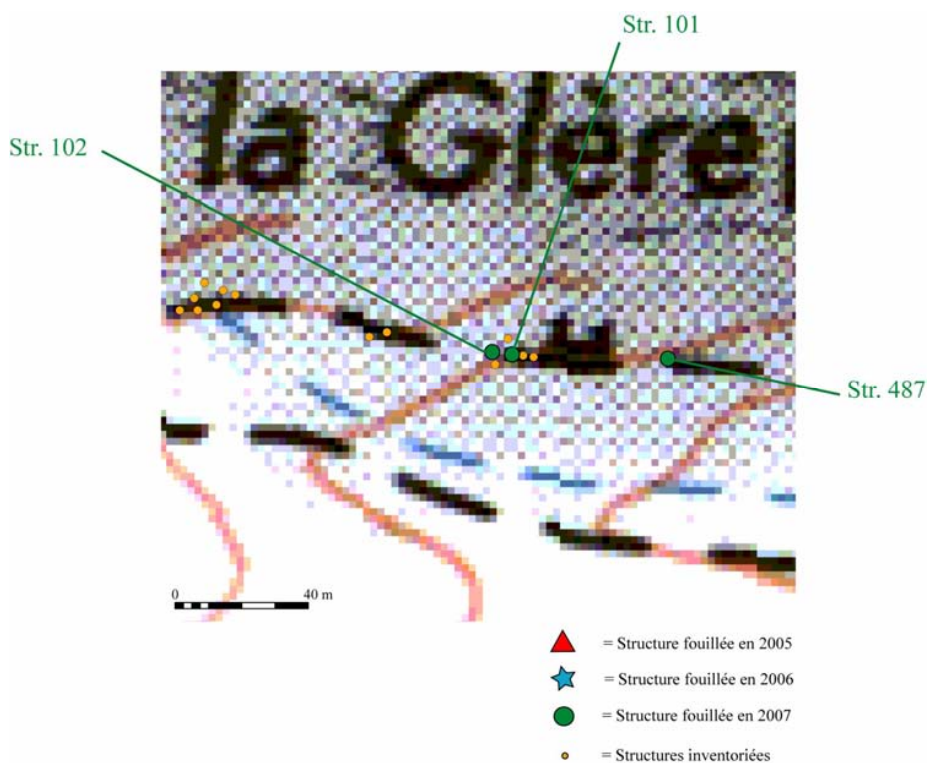 Str. 101
Str. 102
la Glère
Str. 487
0 40 m
= Structure fouillée en 2005
= Structure fouillée en 2006
= Structure fouillée en 2007
= Structures inventoriées